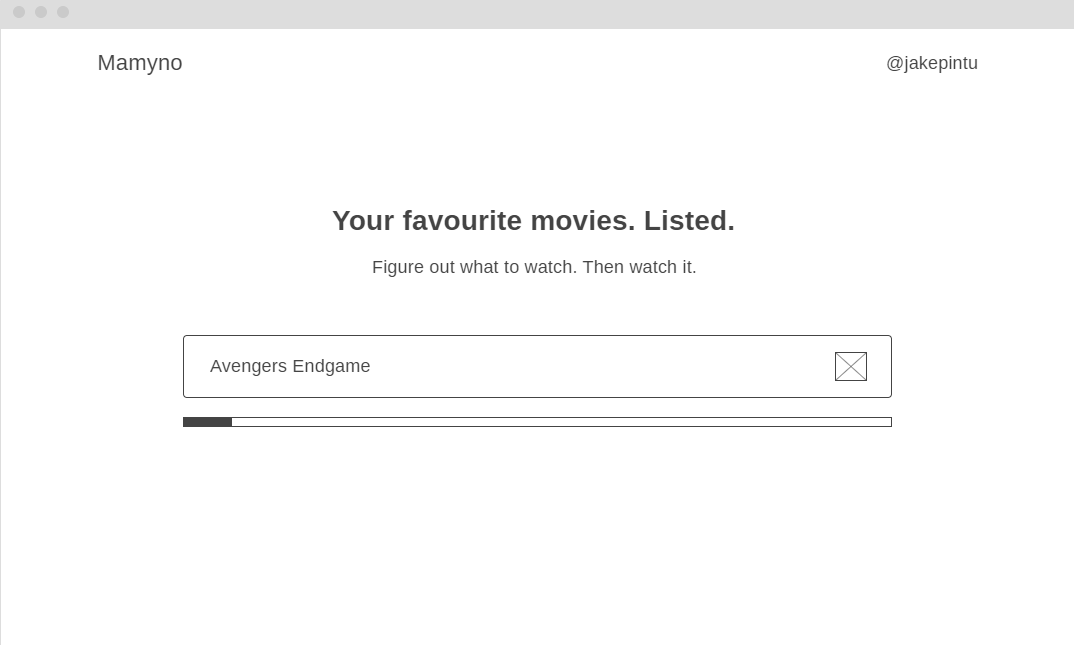 Mamyno
@jakepintu
Your favourite movies. Listed.
Figure out what to watch. Then watch it.
Avengers Endgame